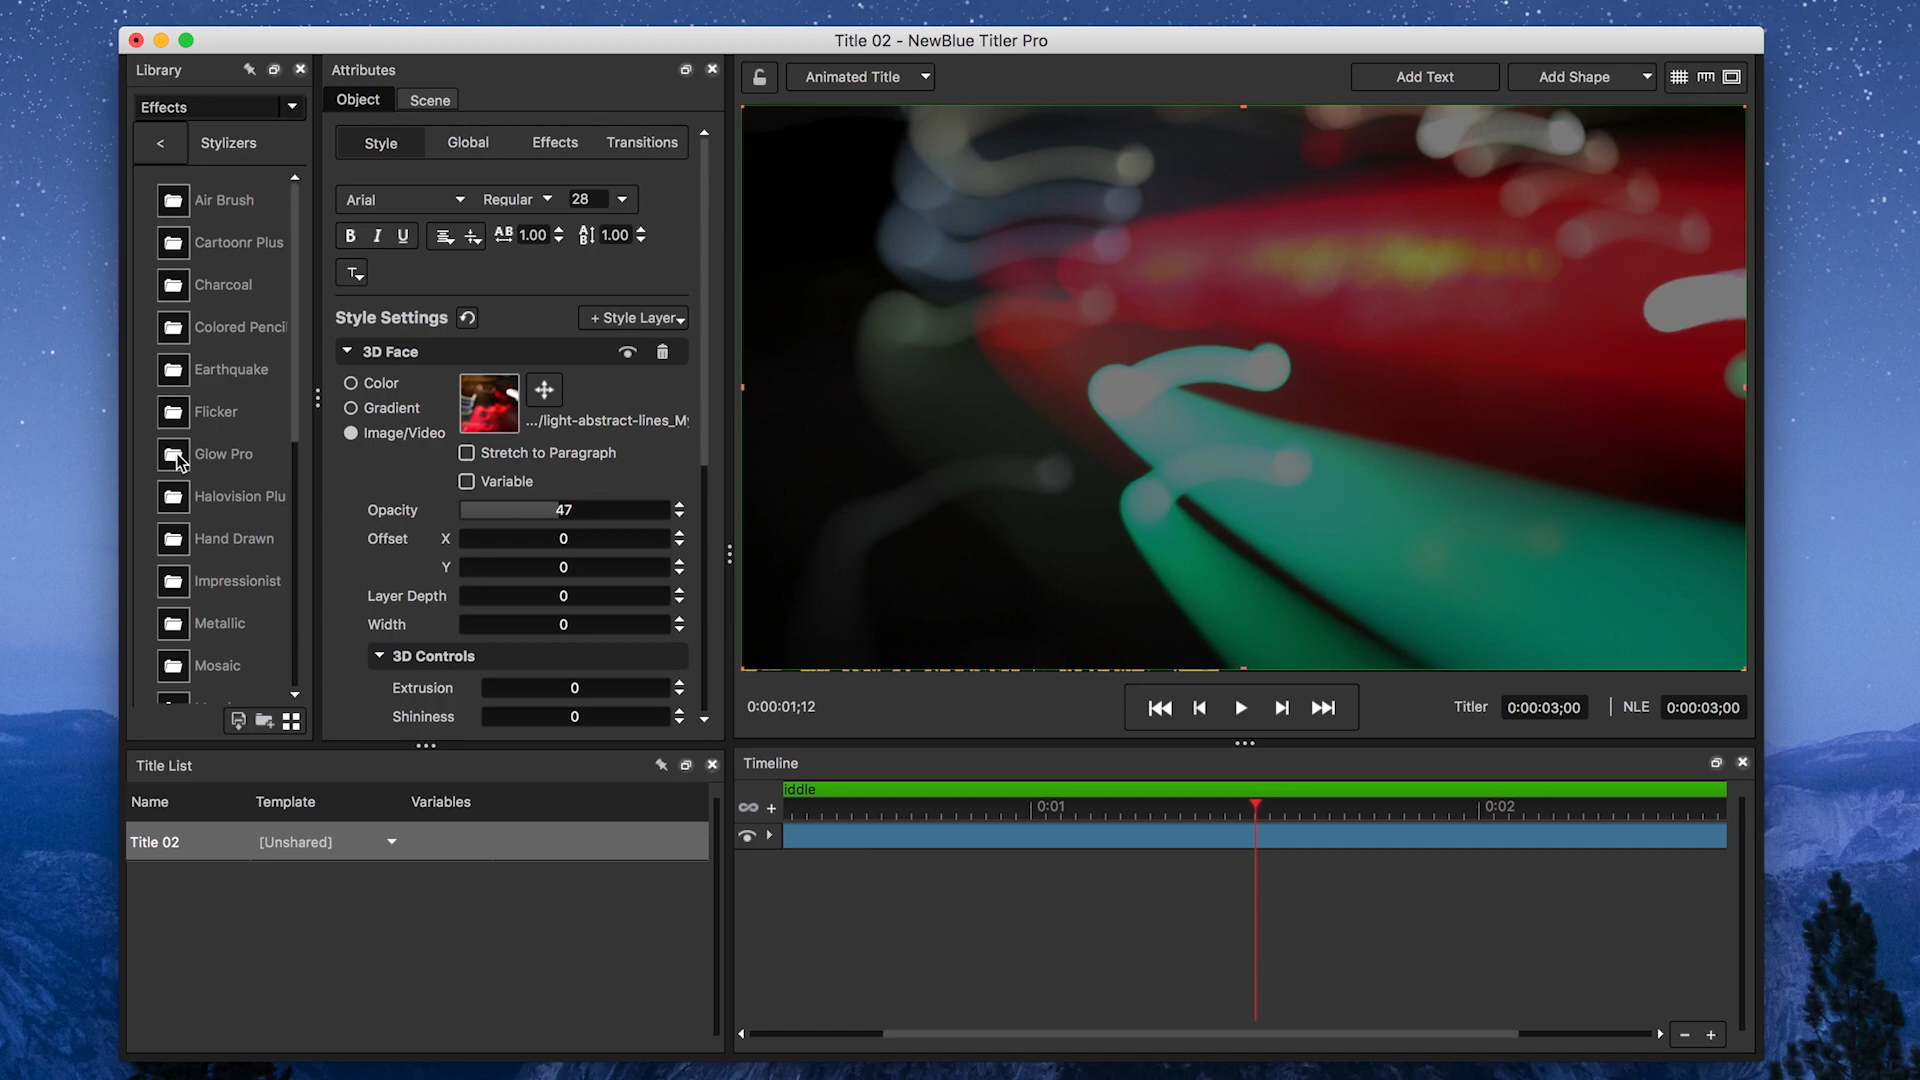 Title 02 - NewBlue Titler Pro
Library
Effects
<
Stylizers
Air Brush
Cartoonr Plus
Charcoal
Colored Pencil
Earthquake
Flicker
Glow Pro
Halovision Plu
Hand Drawn
Impressionist
Metallic
Mosaic
Attributes
Object Scene
Style Global Effects Transitions
Arial Regular 28
B I U AB 1.00 AB 1.00
T
Style Settings + Style Layer
3D Face
Color
Gradient
Image/Video
.../light-abstract-lines_My
Stretch to Paragraph
Variable
Opacity 47
Offset X 0
Y 0
Layer Depth 0
Width 0
3D Controls
Extrusion 0
Shininess 0
Animated Title Add Text Add Shape
0:00:01;12 Titler 0:00:03;00 | NLE 0:00:03;00
Title List
Name Template Variables
Title 02 [Unshared]
Timeline
iddle
0:01 0:02